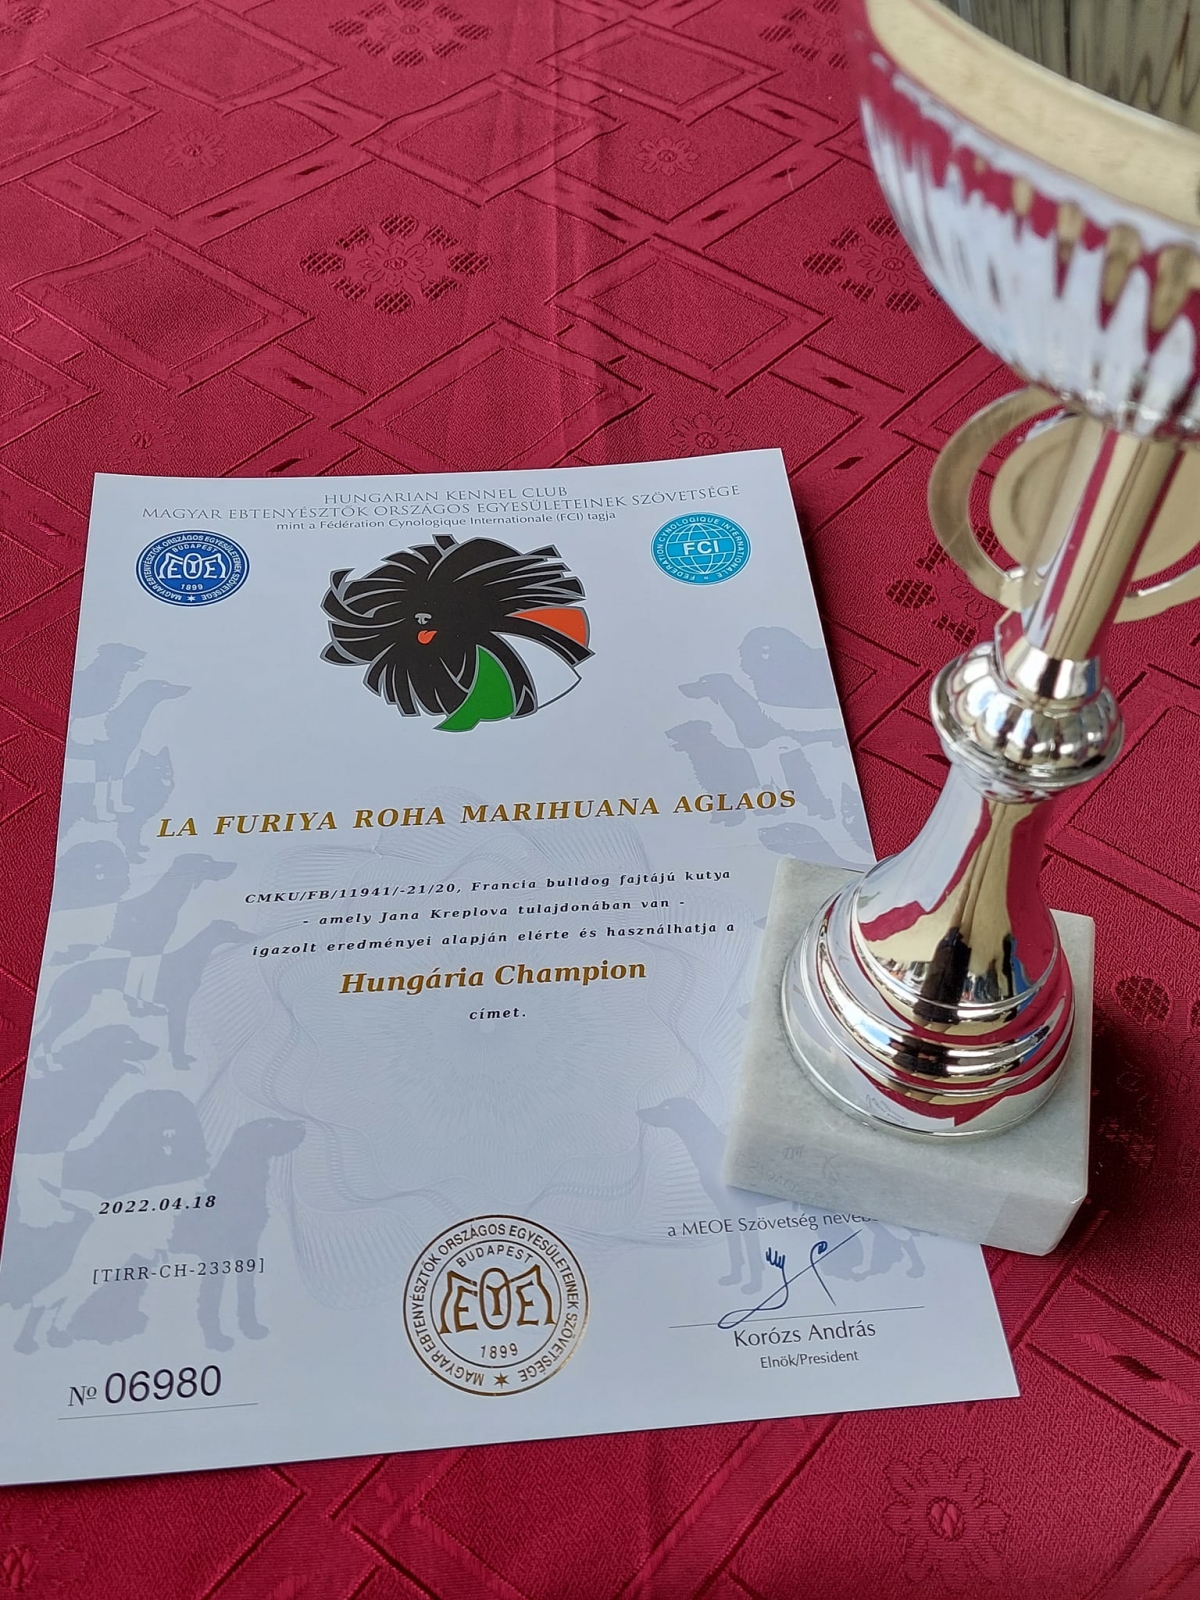 HUNGARIAN KENNEL CLUB
MAGYAR EBTENYÉSZTŐK ORSZÁGOS EGYESÜLETEINEK SZÖVETSÉGE
mint a Fédération Cynologique Internationale (FCI) tagja
MAGYAR EBTENYÉSZTŐK ORSZÁGOS EGYESÜLETEINEK SZÖVETSÉGE
BUDAPEST
MEOE
1899
FEDERATION CYNOLOGIQUE INTERNATIONALE
FCI
LA FURIYA ROHA MARIHUANA AGLAOS
CMKU/FB/11941/-21/20, Francia bulldog fajtájú kutya
- amely Jana Kreplova tulajdonában van -
igazolt eredményei alapján elérte és használhatja a
Hungária Champion
címet.
2022.04.18
[TIRR-CH-23389]
№ 06980
MAGYAR EBTENYÉSZTŐK ORSZÁGOS EGYESÜLETEINEK SZÖVETSÉGE
BUDAPEST
MEOE
1899
a MEOE Szövetség nevében
Korózs András
Elnök/President